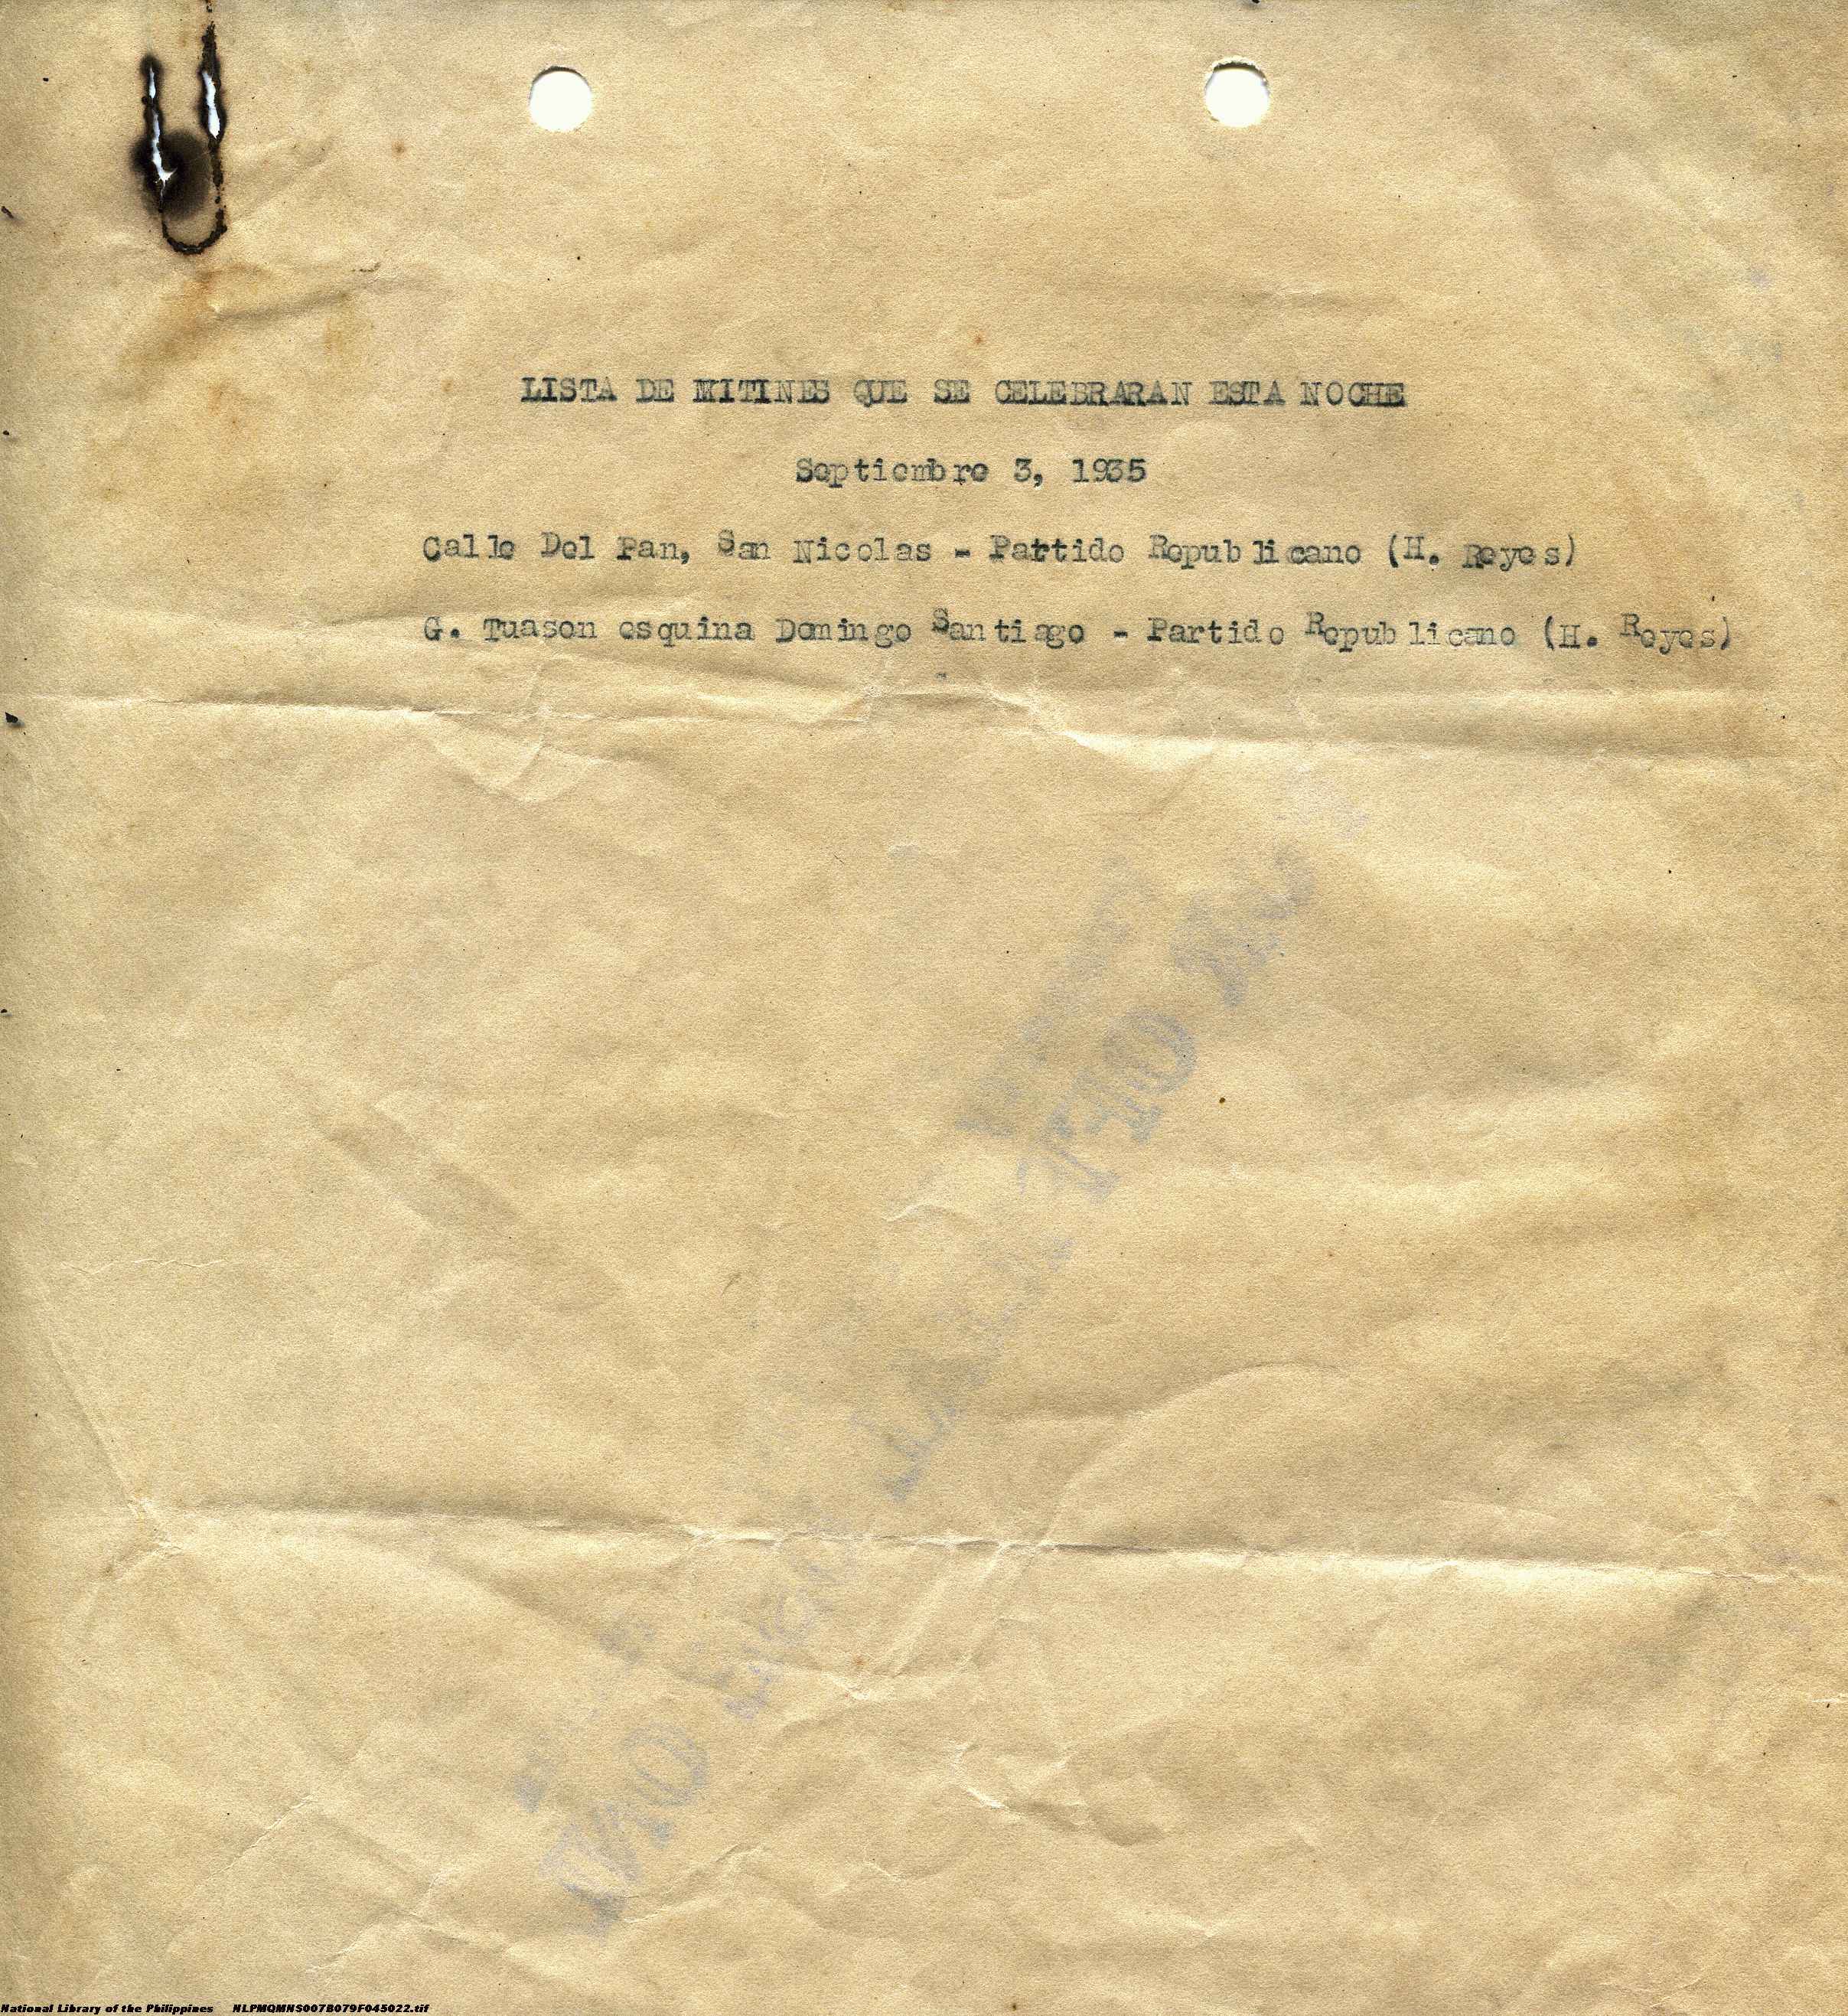 LISTA DE MITINES QUE SE CELEBRARAN ESTA NOCHE
Septiembre 3, 1935
Calle Del Pan, San Nicolas - Partido Republicano (H. Reyes)
G. Tuason esquina Domingo Santiago - Partido Republicano (H. Reyes)
National Library of the Philippines NLPMQMNS007B079F045022.tif